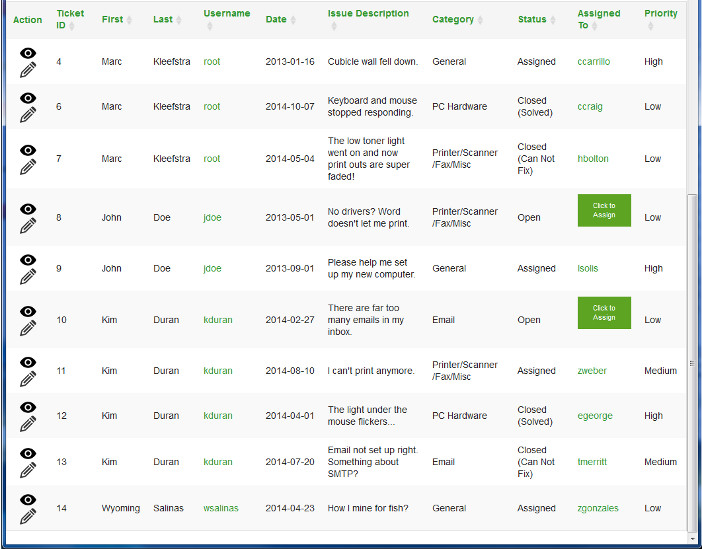 Action Ticket ID First Last Username Date Issue Description Category Status Assigned To Priority
4 Marc Kleefstra root 2013-01-16 Cubicle wall fell down. General Assigned ccarrillo High
6 Marc Kleefstra root 2014-10-07 Keyboard and mouse stopped responding. PC Hardware Closed (Solved) ccraig Low
7 Marc Kleefstra root 2014-05-04 The low toner light went on and now print outs are super faded! Printer/Scanner/Fax/Misc Closed (Can Not Fix) hbolton Low
8 John Doe jdoe 2013-05-01 No drivers? Word doesn't let me print. Printer/Scanner/Fax/Misc Open Click to Assign Low
9 John Doe jdoe 2013-09-01 Please help me set up my new computer. General Assigned lsolis High
10 Kim Duran kduran 2014-02-27 There are far too many emails in my inbox. Email Open Click to Assign Low
11 Kim Duran kduran 2014-08-10 I can't print anymore. Printer/Scanner/Fax/Misc Assigned zweber Medium
12 Kim Duran kduran 2014-04-01 The light under the mouse flickers... PC Hardware Closed (Solved) egeorge High
13 Kim Duran kduran 2014-07-20 Email not set up right. Something about SMTP? Email Closed (Can Not Fix) tmerritt Medium
14 Wyoming Salinas wsalinas 2014-04-23 How I mine for fish? General Assigned zgonzales Low